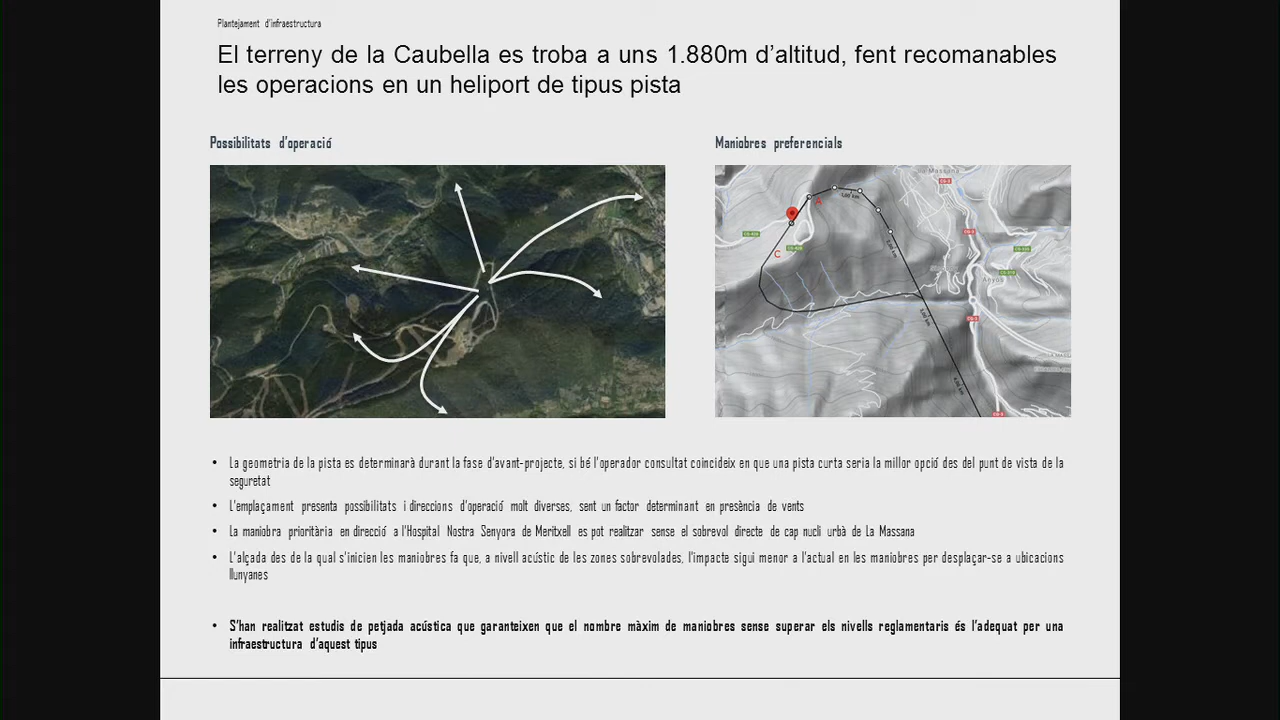 Plantejament d'infraestructura
El terreny de la Caubella es troba a uns 1.880m d'altitud, fent recomanables
les operacions en un heliport de tipus pista
Possibilitats d'operació
Maniobres preferencials
La Massana
A
C
Anyós
• La geometria de la pista es determinarà durant la fase d'avant-projecte, si bé l'operador consultat coincideix en que una pista curta seria la millor opció des del punt de vista de la
seguretat
• L'emplaçament presenta possibilitats i direccions d'operació molt diverses, sent un factor determinant en presència de vents
• La maniobra prioritària en direcció a l'Hospital Nostra Senyora de Meritxell es pot realitzar sense el sobrevol directe de cap nucli urbà de La Massana
• L'alçada des de la qual s'inicien les maniobres fa que, a nivell acústic de les zones sobrevolades, l'impacte sigui menor a l'actual en les maniobres per desplaçar-se a ubicacions
llunyanes
• S'han realitzat estudis de petjada acústica que garanteixen que el nombre màxim de maniobres sense superar els nivells reglamentaris és l'adequat per una
infraestructura d'aquest tipus